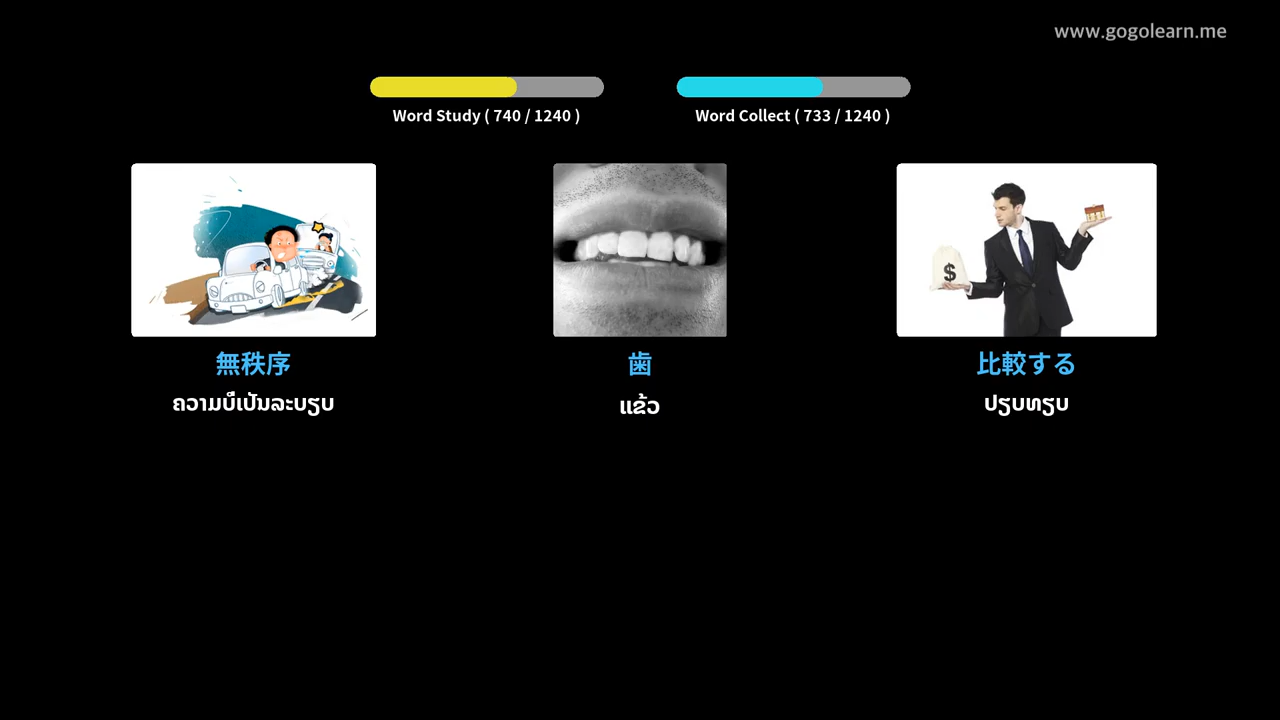 www.gogolearn.me
Word Study ( 740 / 1240 )
Word Collect ( 733 / 1240 )
無秩序
歯
比較する
ຄວາມບໍ່ເປັນລະບຽບ
ແຂ້ວ
ປຽບທຽບ
$